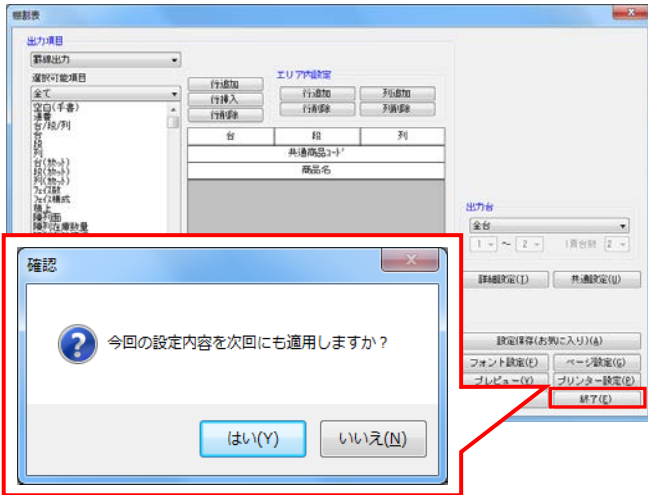 棚割表
出力項目
罫線出力
選択可能項目
全て
空白(手書)
連番
台/段/列
台
段
列
台(カセット)
段(カセット)
列(カセット)
フェイス数
フェイス構成
積上
陳列面
陳列在庫数量
行追加
行挿入
行削除
エリア内設定
行追加
列追加
行削除
列削除
台 段 列
共通商品コード
商品名
出力台
全台
1 ～ 2 1頁台数 2
詳細設定(I)
共通設定(U)
設定保存(お気に入り)(A)
フォント設定(F)
ページ設定(G)
プレビュー(V)
プリンター設定(P)
終了(E)
確認
今回の設定内容を次回にも適用しますか？
はい(Y)
いいえ(N)